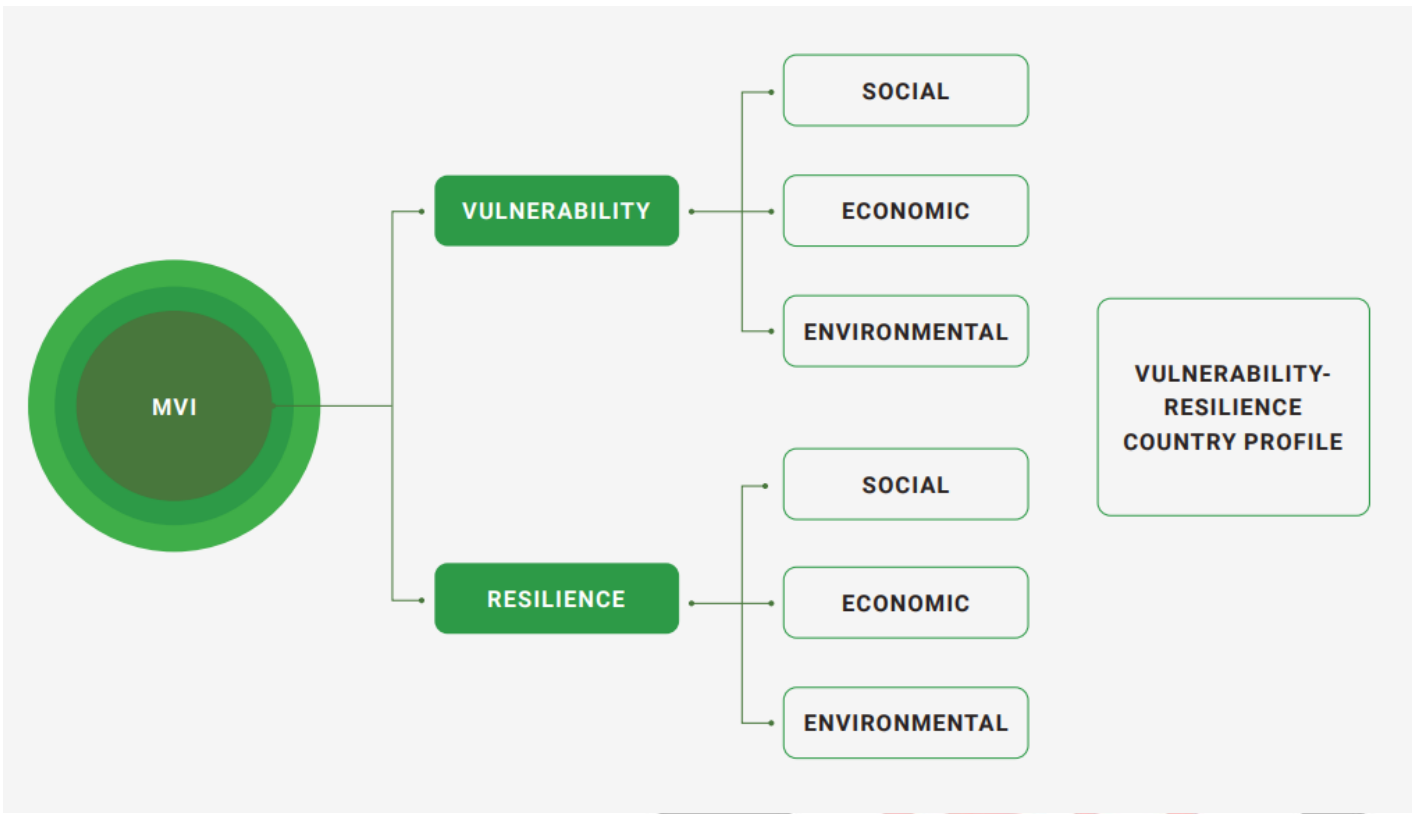 MVI
VULNERABILITY
SOCIAL
ECONOMIC
ENVIRONMENTAL
RESILIENCE
SOCIAL
ECONOMIC
ENVIRONMENTAL
VULNERABILITY-
RESILIENCE
COUNTRY PROFILE